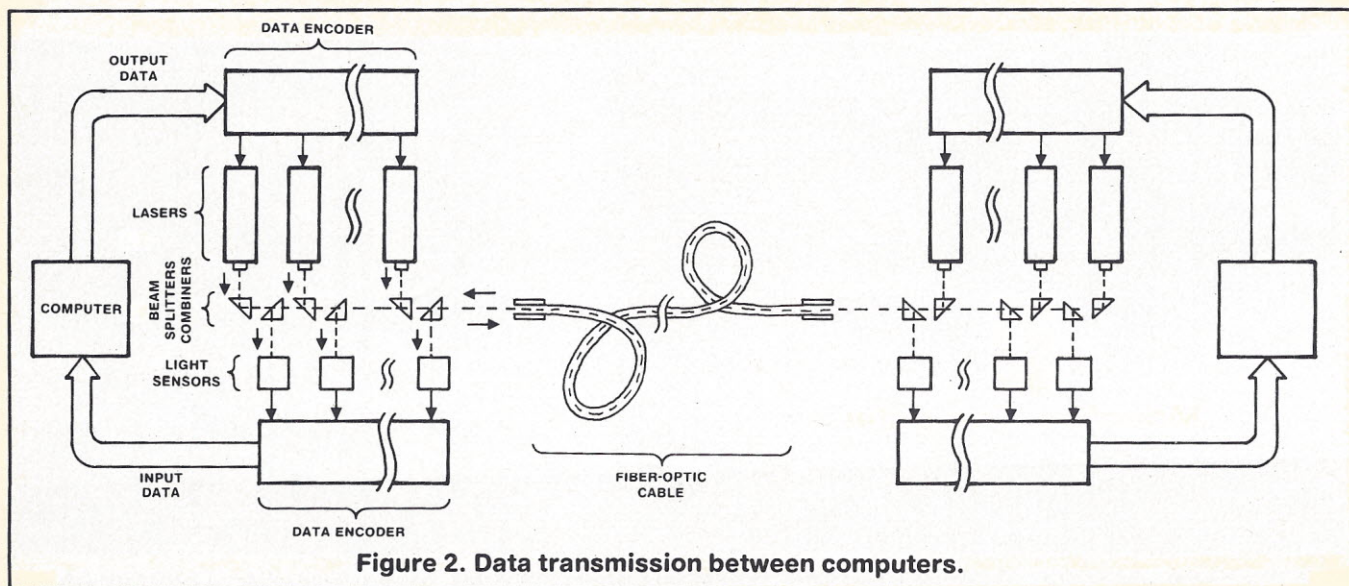 DATA ENCODER
OUTPUT
DATA
LASERS
BEAM
SPLITTERS
COMBINERS
COMPUTER
LIGHT
SENSORS
INPUT
DATA
DATA ENCODER
FIBER-OPTIC
CABLE
Figure 2. Data transmission between computers.